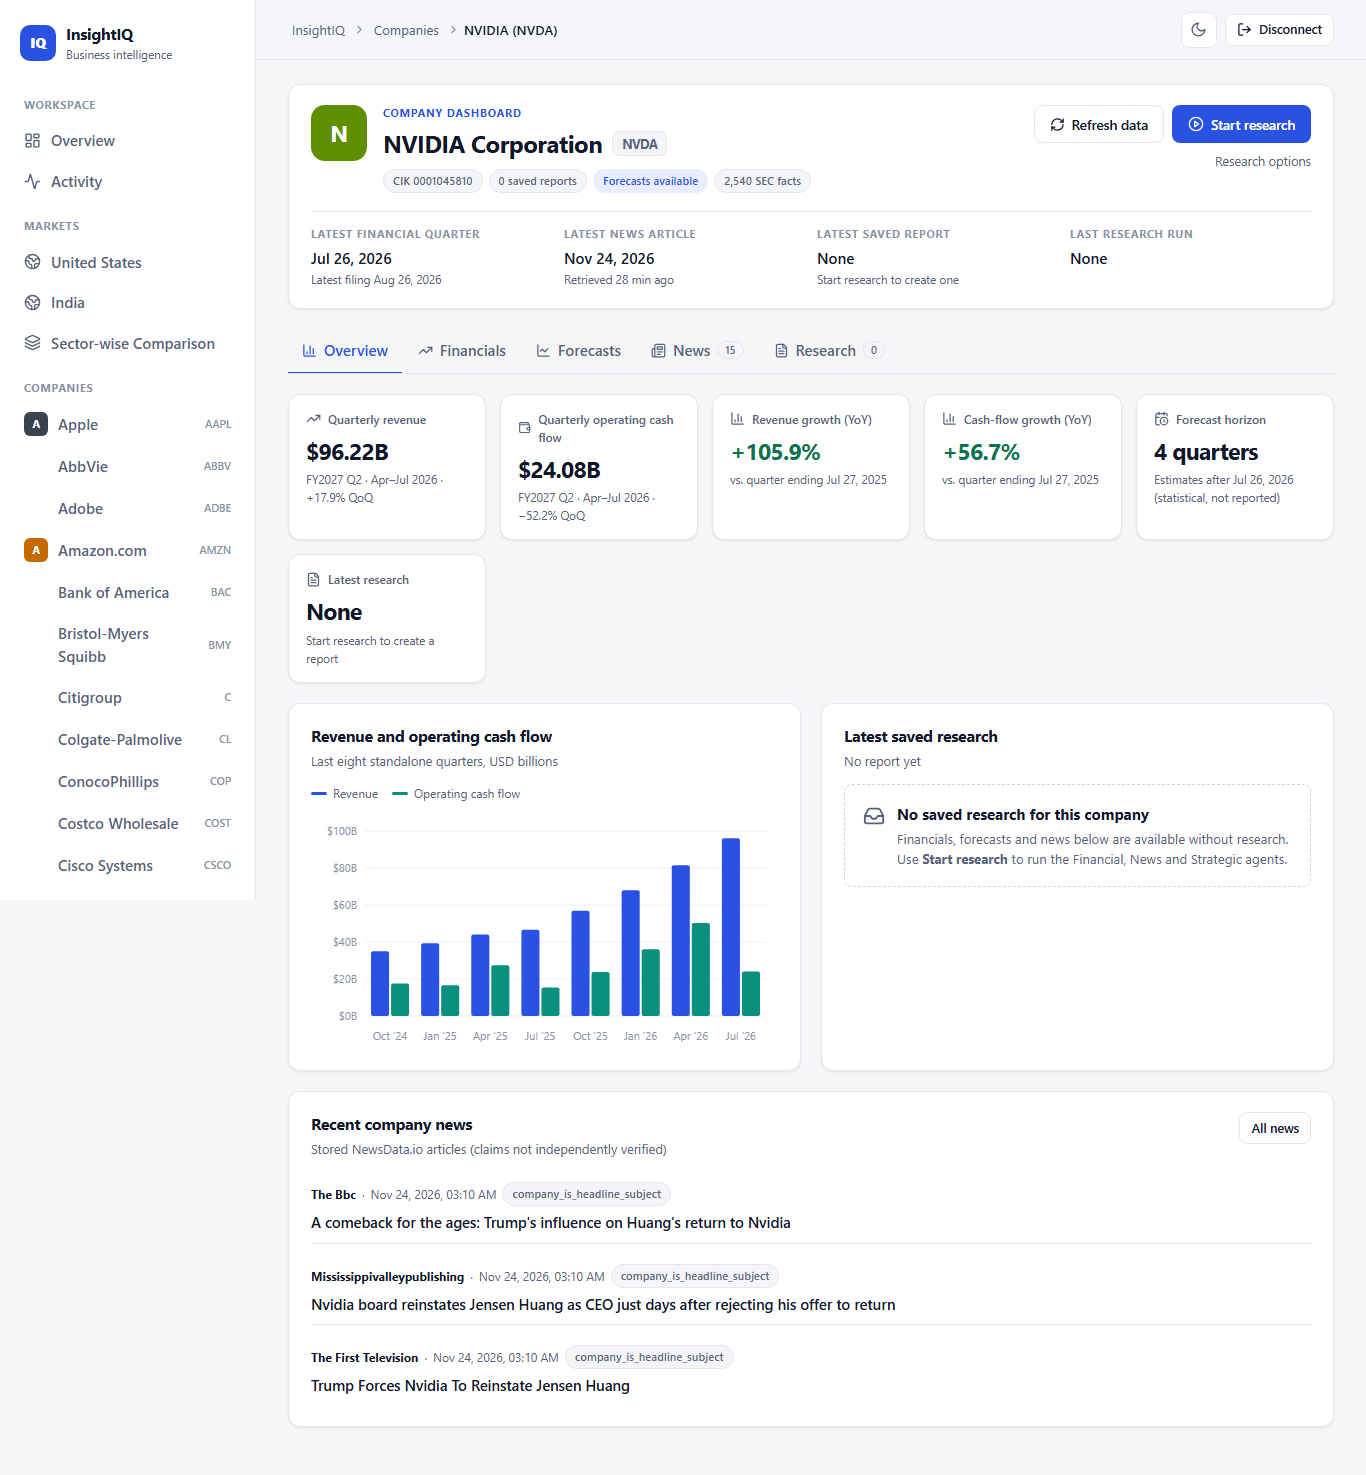 IQ
InsightIQ
Business intelligence
WORKSPACE
Overview
Activity
MARKETS
United States
India
Sector-wise Comparison
COMPANIES
A Apple AAPL
AbbVie ABBV
Adobe ADBE
A Amazon.com AMZN
Bank of America BAC
Bristol-Myers
Squibb
BMY
Citigroup C
Colgate-Palmolive CL
ConocoPhillips COP
Costco Wholesale COST
Cisco Systems CSCO
InsightIQ > Companies > NVIDIA (NVDA)
Disconnect
N
COMPANY DASHBOARD
NVIDIA Corporation NVDA
CIK 0001045810 0 saved reports Forecasts available 2,540 SEC facts
Refresh data
Start research
Research options
LATEST FINANCIAL QUARTER
Jul 26, 2026
Latest filing Aug 26, 2026
LATEST NEWS ARTICLE
Nov 24, 2026
Retrieved 28 min ago
LATEST SAVED REPORT
None
Start research to create one
LAST RESEARCH RUN
None
Overview Financials Forecasts News 15 Research 0
Quarterly revenue
$96.22B
FY2027 Q2 · Apr–Jul 2026 ·
+17.9% QoQ
Quarterly operating cash
flow
$24.08B
FY2027 Q2 · Apr–Jul 2026 ·
−52.2% QoQ
Revenue growth (YoY)
+105.9%
vs. quarter ending Jul 27, 2025
Cash-flow growth (YoY)
+56.7%
vs. quarter ending Jul 27, 2025
Forecast horizon
4 quarters
Estimates after Jul 26, 2026
(statistical, not reported)
Latest research
None
Start research to create a
report
Revenue and operating cash flow
Last eight standalone quarters, USD billions
Revenue Operating cash flow
$100B
$80B
$60B
$40B
$20B
$0B
Oct '24 Jan '25 Apr '25 Jul '25 Oct '25 Jan '26 Apr '26 Jul '26
Latest saved research
No report yet
No saved research for this company
Financials, forecasts and news below are available without research.
Use Start research to run the Financial, News and Strategic agents.
Recent company news
Stored NewsData.io articles (claims not independently verified)
All news
The Bbc · Nov 24, 2026, 03:10 AM company_is_headline_subject
A comeback for the ages: Trump's influence on Huang's return to Nvidia
Mississippivalleypublishing · Nov 24, 2026, 03:10 AM company_is_headline_subject
Nvidia board reinstates Jensen Huang as CEO just days after rejecting his offer to return
The First Television · Nov 24, 2026, 03:10 AM company_is_headline_subject
Trump Forces Nvidia To Reinstate Jensen Huang